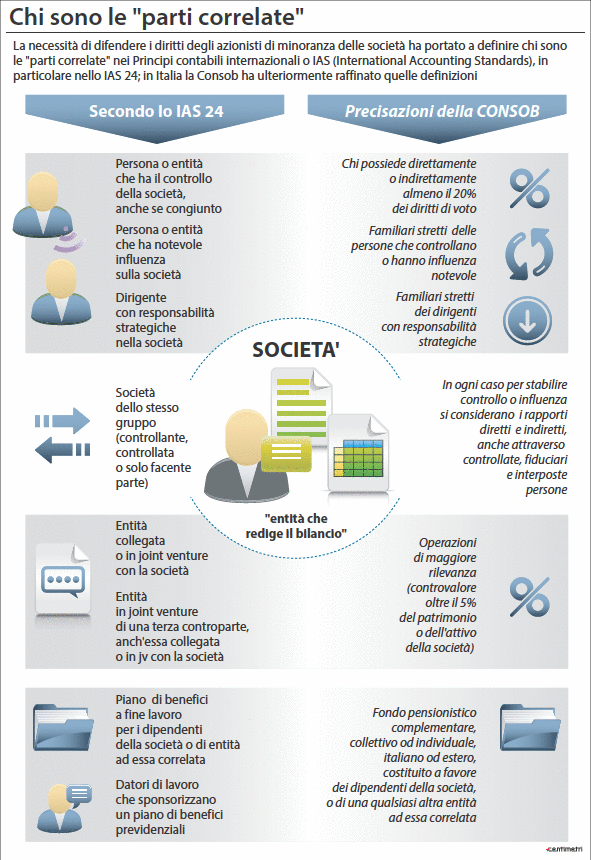 Chi sono le "parti correlate"
La necessità di difendere i diritti degli azionisti di minoranza delle società ha portato a definire chi sono
le "parti correlate" nei Principi contabili internazionali o IAS (International Accounting Standards), in
particolare nello IAS 24; in Italia la Consob ha ulteriormente raffinato quelle definizioni
Secondo lo IAS 24
Persona o entità
che ha il controllo
della società,
anche se congiunto
Persona o entità
che ha notevole
influenza
sulla società
Dirigente
con responsabilità
strategiche
nella società
Società
dello stesso
gruppo
(controllante,
controllata
o solo facente
parte)
Entità
collegata
o in joint venture
con la società
Entità
in joint venture
di una terza controparte,
anch'essa collegata
o in jv con la società
Piano di benefici
a fine lavoro
per i dipendenti
della società o di entità
ad essa correlata
Datori di lavoro
che sponsorizzano
un piano di benefici
previdenziali
SOCIETA'
"entità che
redige il bilancio"
Precisazioni della CONSOB
Chi possiede direttamente
o indirettamente
almeno il 20%
dei diritti di voto
Familiari stretti delle
persone che controllano
o hanno influenza
notevole
Familiari stretti
dei dirigenti
con responsabilità
strategiche
In ogni caso per stabilire
controllo o influenza
si considerano i rapporti
diretti e indiretti,
anche attraverso
controllate, fiduciari
e interposte
persone
Operazioni
di maggiore
rilevanza
(controvalore
oltre il 5%
del patrimonio
o dell'attivo
della società)
Fondo pensionistico
complementare,
collettivo od individuale,
italiano od estero,
costituito a favore
dei dipendenti della società,
o di una qualsiasi altra entità
ad essa correlata
centimetri